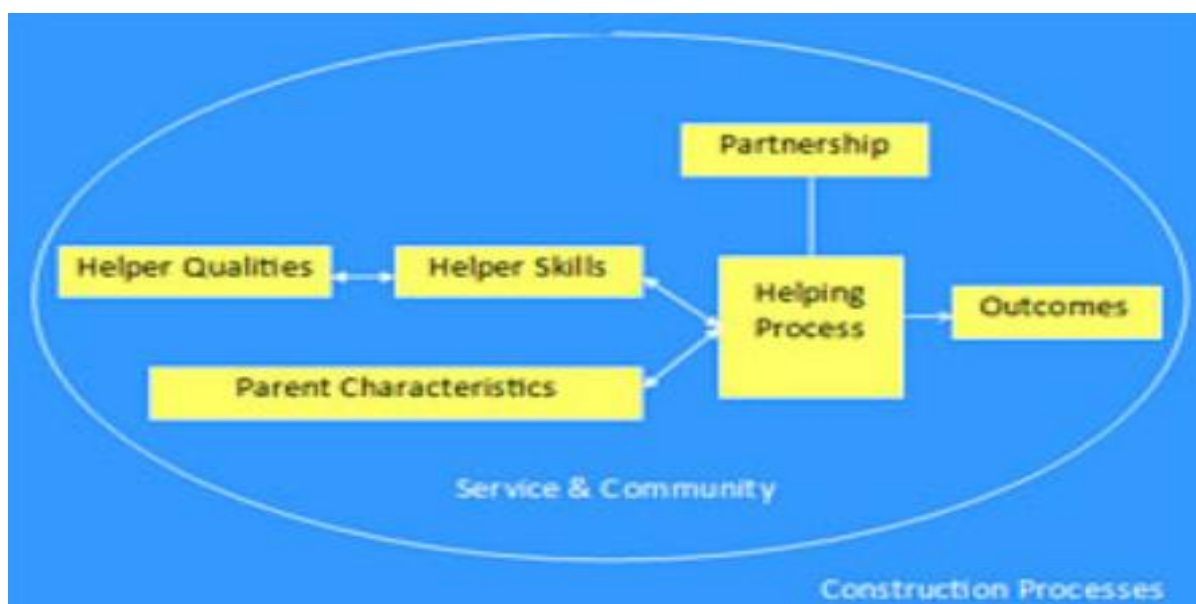 Partnership
Helper Qualities
Helper Skills
Helping
Process
Outcomes
Parent Characteristics
Service & Community
Construction Processes